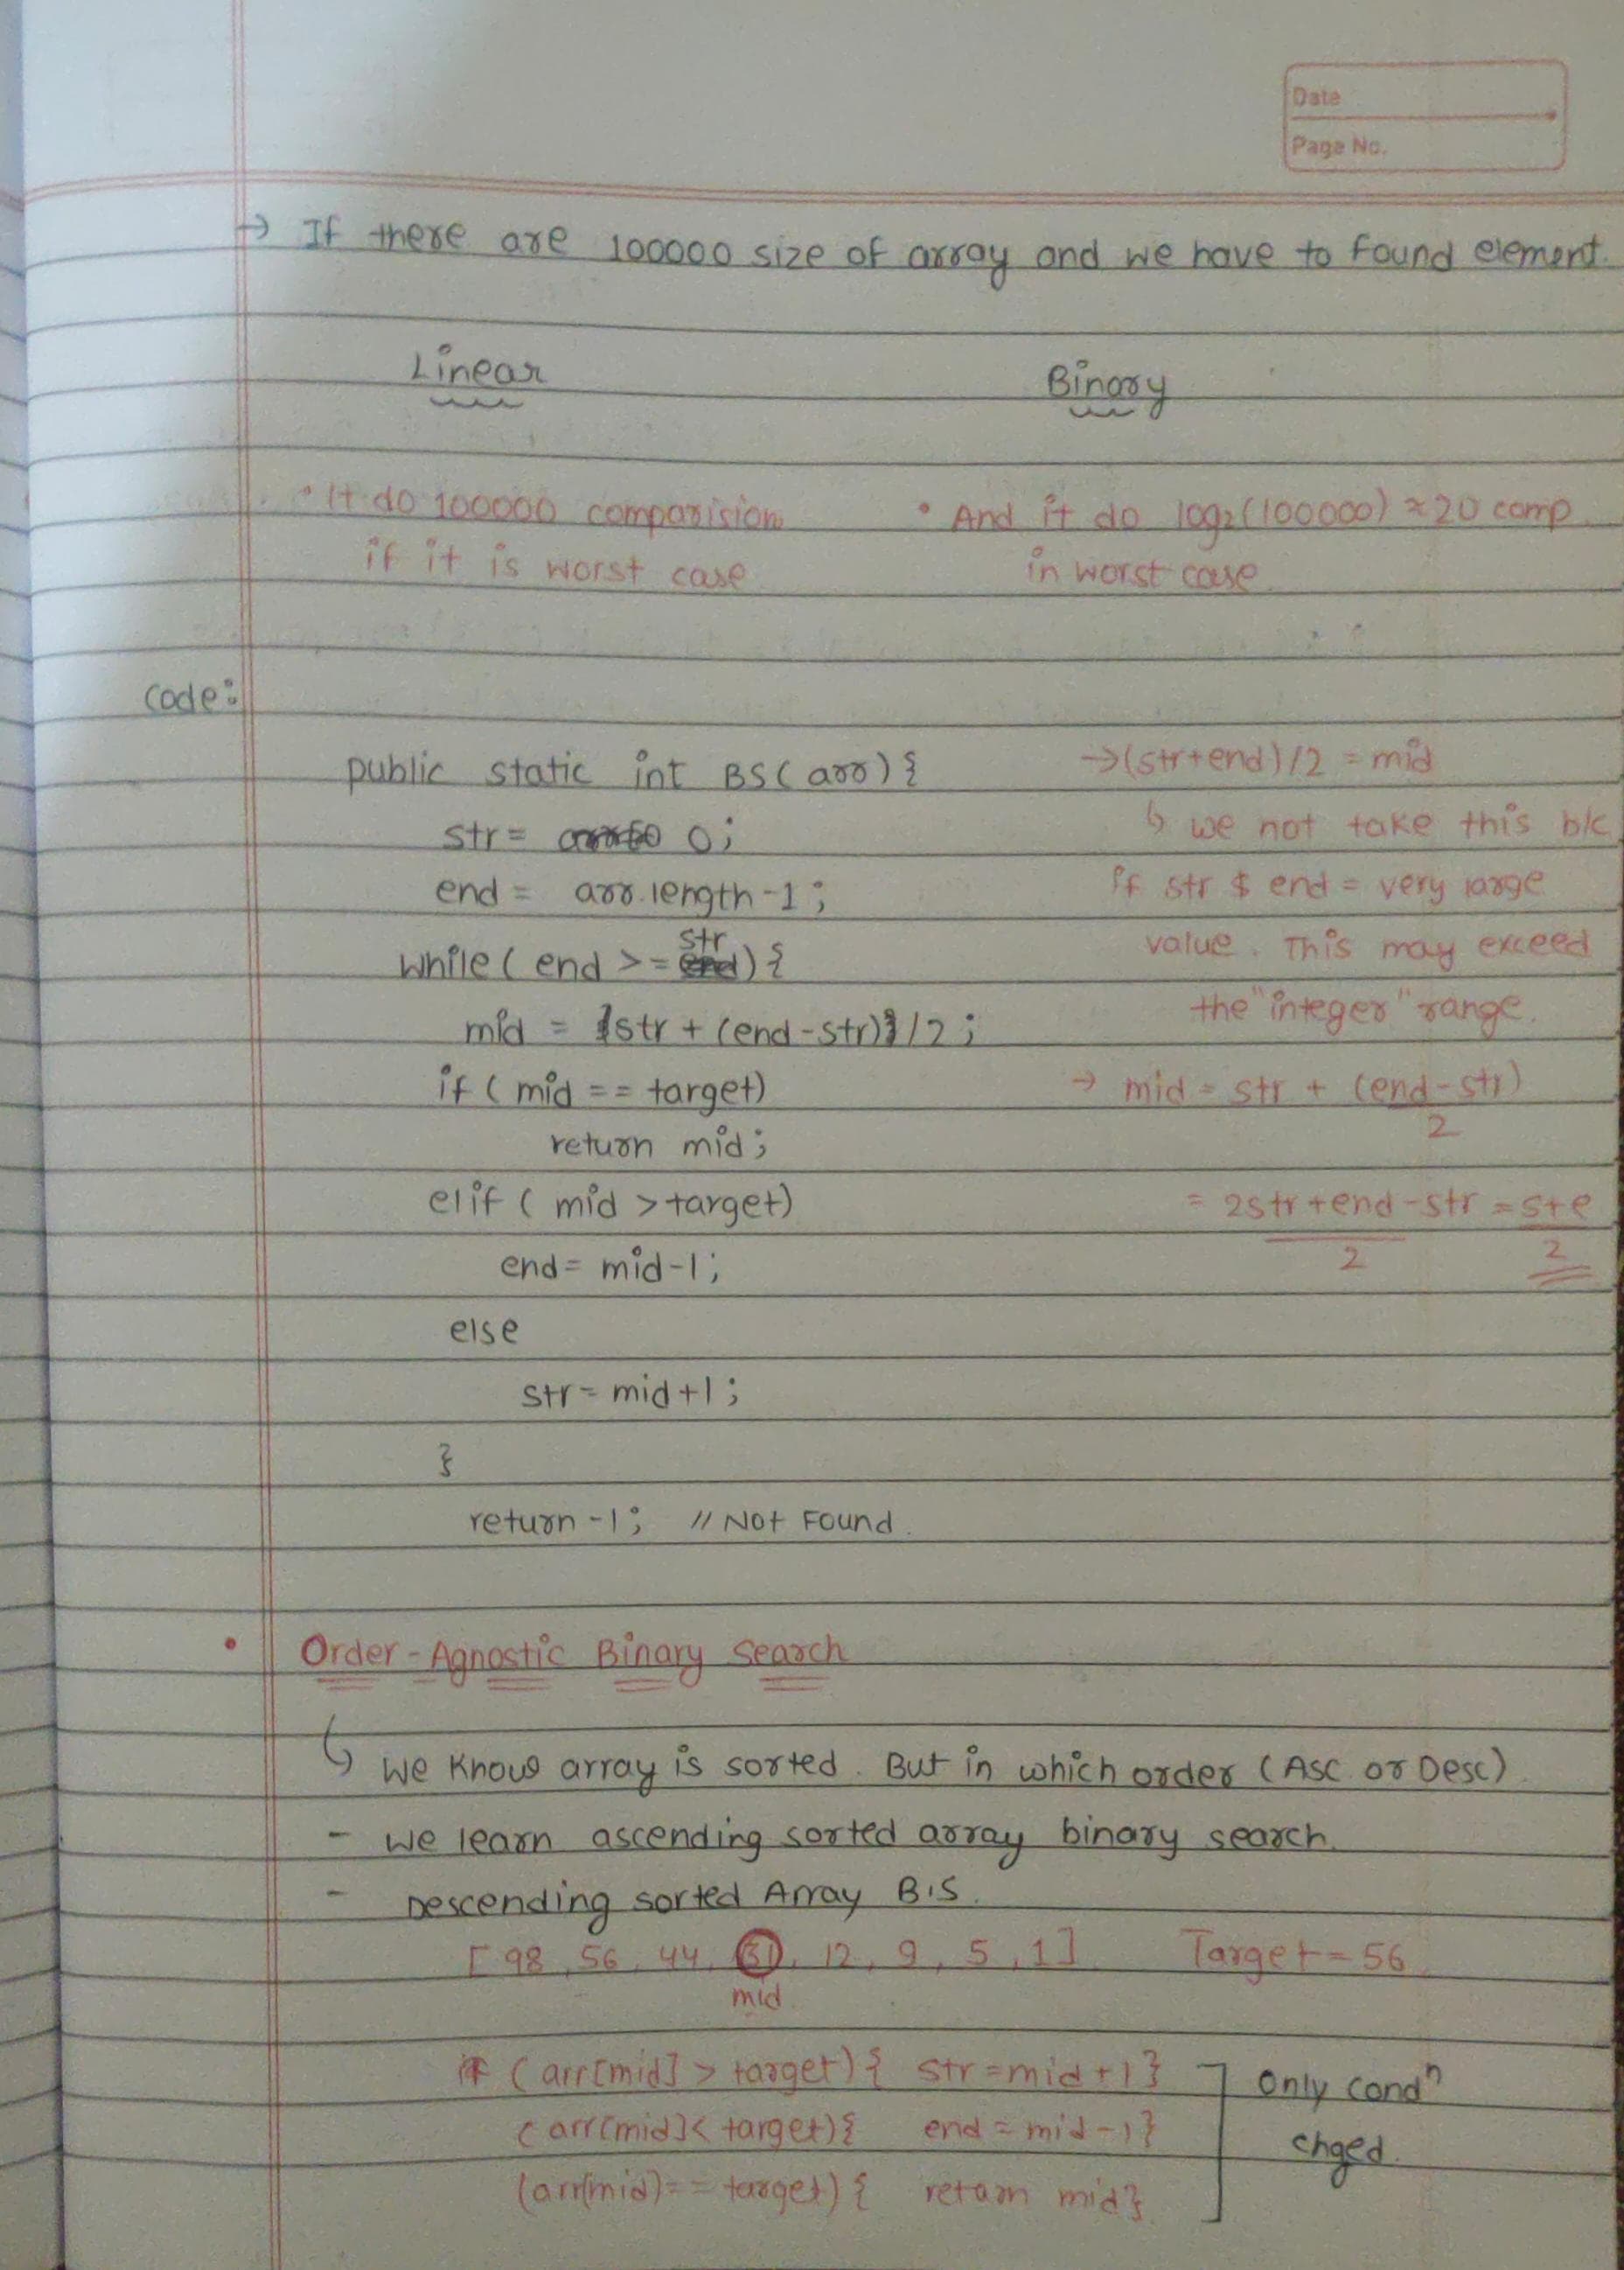 Date
Page No.
→ If there are 100000 size of array and we have to found element.
Linear
Binary
• It do 100000 comparision
if it is worst case
• And it do log₂(100000) ≈ 20 comp.
in worst case
Code:
public static int BS(arr) {
str = 0;
end = arr.length-1;
while ( end >= str) {
mid = {str + (end-str)}/2;
if ( mid == target)
return mid;
elif ( mid > target)
end = mid-1;
else
str = mid+1;
}
return -1; // Not Found.
→ (str+end)/2 = mid
↳ we not take this b/c
if str $ end = very large
value. This may exceed
the "integer" range.
→ mid = str + (end-str)
2
= 2str+end-str = s+e
2 2
• Order-Agnostic Binary Search
↳ We Know array is sorted. But in which order (Asc or Desc)
- We learn ascending sorted array binary search.
- Descending sorted Array B.S.
[98, 56, 44, 31, 12, 9, 5, 1] Target = 56
mid
if (arr[mid] > target) { str = mid+1}
(arr[mid] < target) { end = mid-1}
(arr[mid) == target) { return mid}
Only condⁿ
chged.